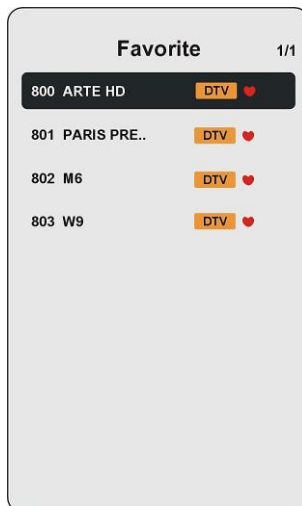 Favorite 1/1
800 ARTE HD DTV
801 PARIS PRE.. DTV
802 M6 DTV
803 W9 DTV